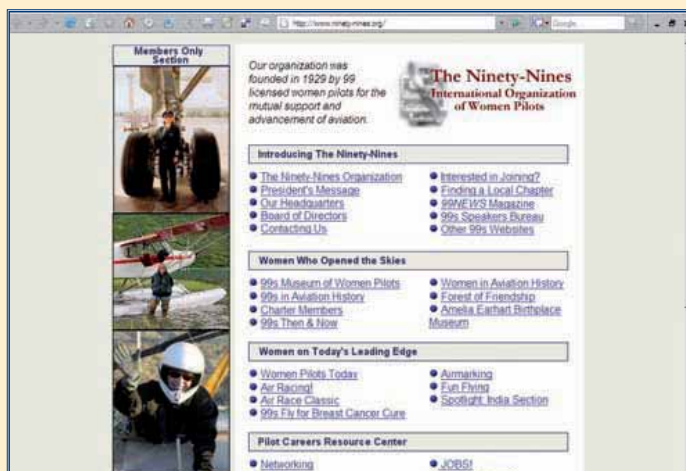 http://www.ninety-nines.org/
Google
Members Only
Section
Our organization was
founded in 1929 by 99
licensed women pilots for the
mutual support and
advancement of aviation.
The Ninety-Nines
International Organization
of Women Pilots
Introducing The Ninety-Nines
The Ninety-Nines Organization
President's Message
Our Headquarters
Board of Directors
Contacting Us
Interested in Joining?
Finding a Local Chapter
99NEWS Magazine
99s Speakers Bureau
Other 99s Websites
Women Who Opened the Skies
99s Museum of Women Pilots
99s in Aviation History
Charter Members
99s Then & Now
Women in Aviation History
Forest of Friendship
Amelia Earhart Birthplace
Museum
Women on Today's Leading Edge
Women Pilots Today
Air Racing!
Air Race Classic
99s Fly for Breast Cancer Cure
Airmarking
Fun Flying
Spotlight: India Section
Pilot Careers Resource Center
Networking
JOBS!